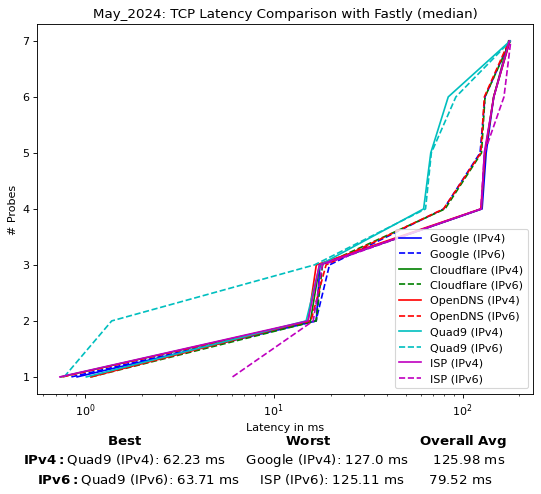 May_2024: TCP Latency Comparison with Fastly (median)
7
6
5
4
3
2
1
# Probes
Google (IPv4)
Google (IPv6)
Cloudflare (IPv4)
Cloudflare (IPv6)
OpenDNS (IPv4)
OpenDNS (IPv6)
Quad9 (IPv4)
Quad9 (IPv6)
ISP (IPv4)
ISP (IPv6)
10⁰ 10¹ 10²
Latency in ms
Best Worst Overall Avg
IPv4: Quad9 (IPv4): 62.23 ms Google (IPv4): 127.0 ms 125.98 ms
IPv6: Quad9 (IPv6): 63.71 ms ISP (IPv6): 125.11 ms 79.52 ms